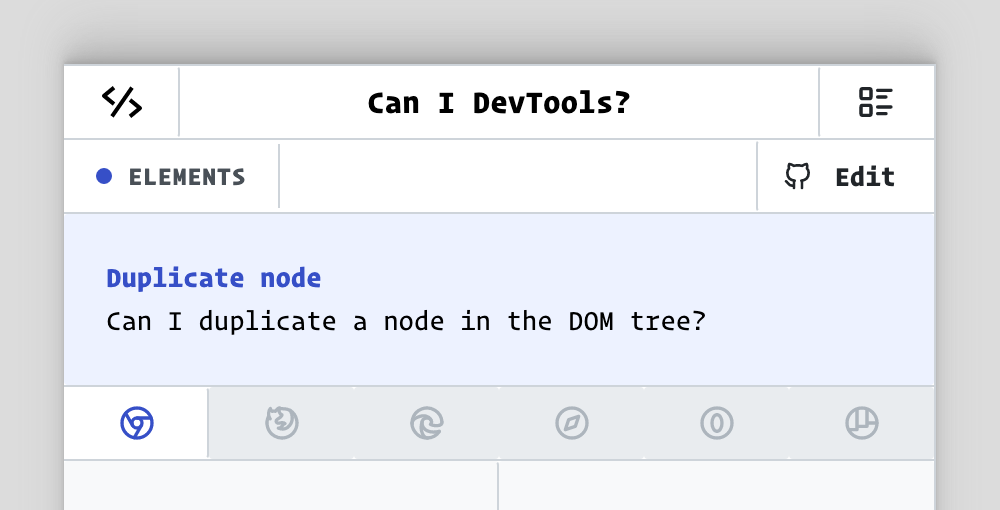 Can I DevTools?
ELEMENTS
Edit
Duplicate node
Can I duplicate a node in the DOM tree?